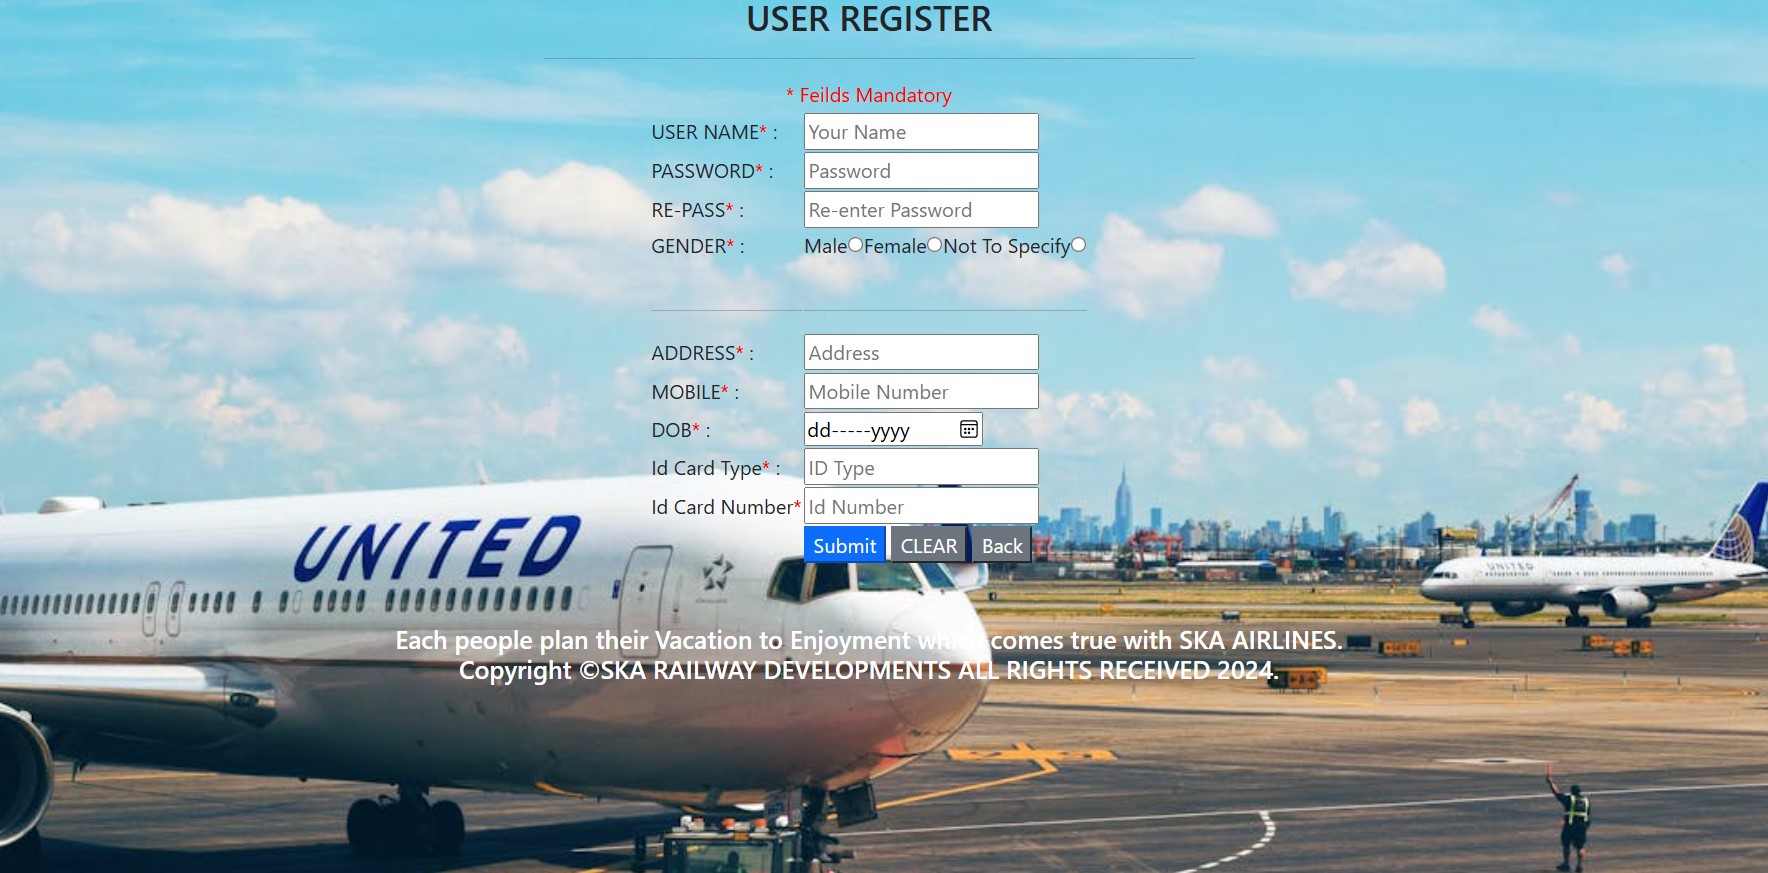 USER REGISTER
* Feilds Mandatory
USER NAME* : Your Name
PASSWORD* : Password
RE-PASS* : Re-enter Password
GENDER* : Male Female Not To Specify
ADDRESS* : Address
MOBILE* : Mobile Number
DOB* : dd-----yyyy
Id Card Type* : ID Type
Id Card Number* Id Number
Submit CLEAR Back
UNITED
UNITED
Each people plan their Vacation to Enjoyment which comes true with SKA AIRLINES.
Copyright ©SKA RAILWAY DEVELOPMENTS ALL RIGHTS RECEIVED 2024.
A